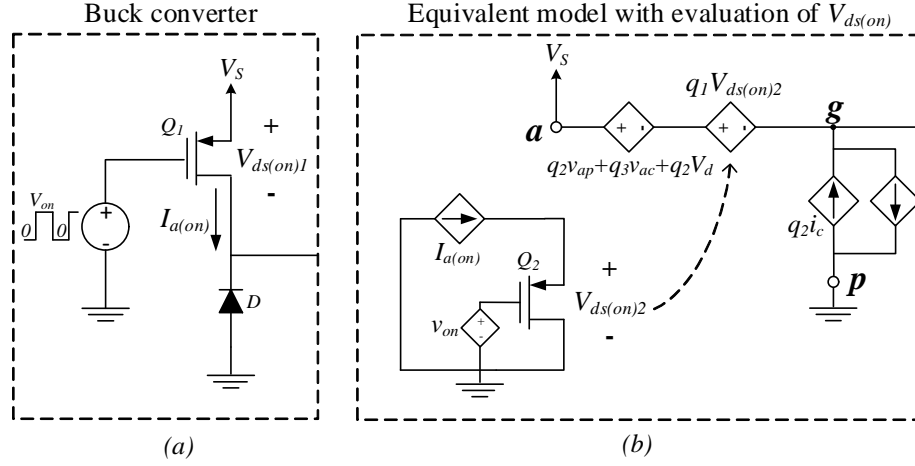 Buck converter
V_S
Q_1
+
V_ds(on)1
-
V_on
0 0
+
-
I_a(on)
D
(a)
Equivalent model with evaluation of V_ds(on)
V_S
q_1V_ds(on)2
a
+ -
+ -
g
q_2v_ap+q_3v_ac+q_2V_d
q_2i_c
p
I_a(on)
Q_2
+
V_ds(on)2
-
v_on
+
-
(b)